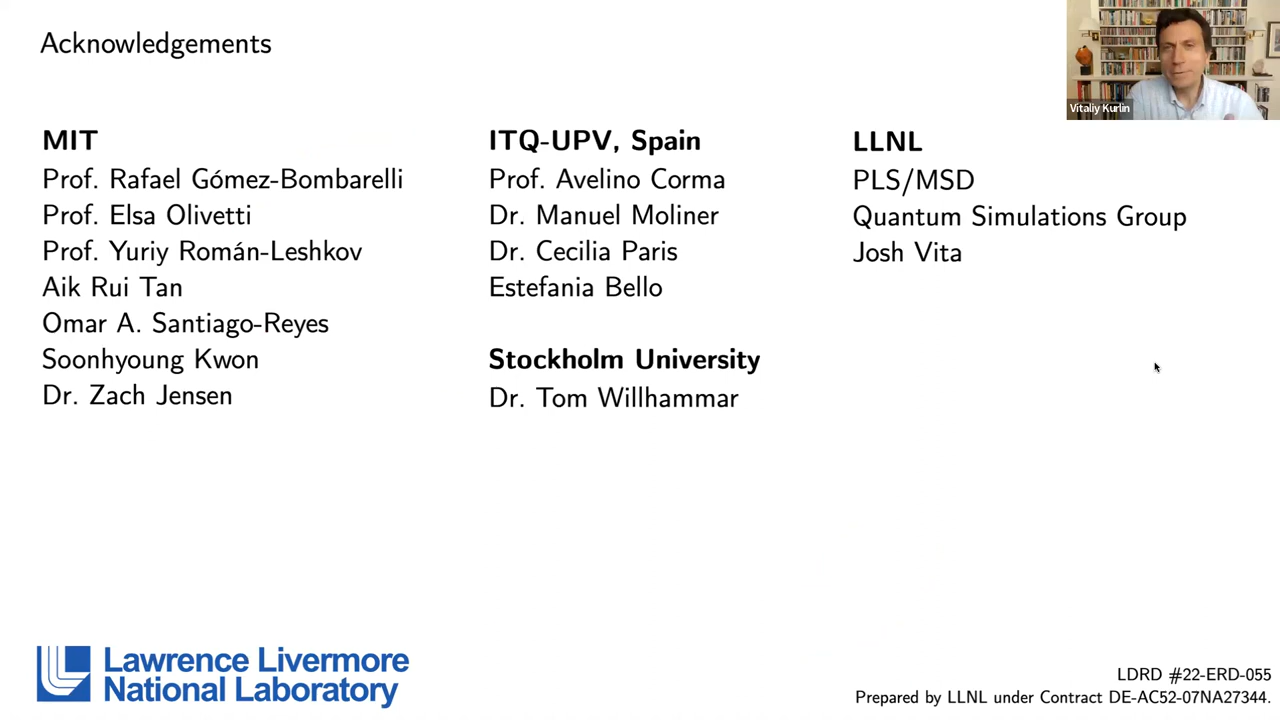 Acknowledgements
Vitaliy Kurlin
MIT
Prof. Rafael Gómez-Bombarelli
Prof. Elsa Olivetti
Prof. Yuriy Román-Leshkov
Aik Rui Tan
Omar A. Santiago-Reyes
Soonhyoung Kwon
Dr. Zach Jensen
ITQ-UPV, Spain
Prof. Avelino Corma
Dr. Manuel Moliner
Dr. Cecilia Paris
Estefania Bello
Stockholm University
Dr. Tom Willhammar
LLNL
PLS/MSD
Quantum Simulations Group
Josh Vita
Lawrence Livermore
National Laboratory
LDRD #22-ERD-055
Prepared by LLNL under Contract DE-AC52-07NA27344.